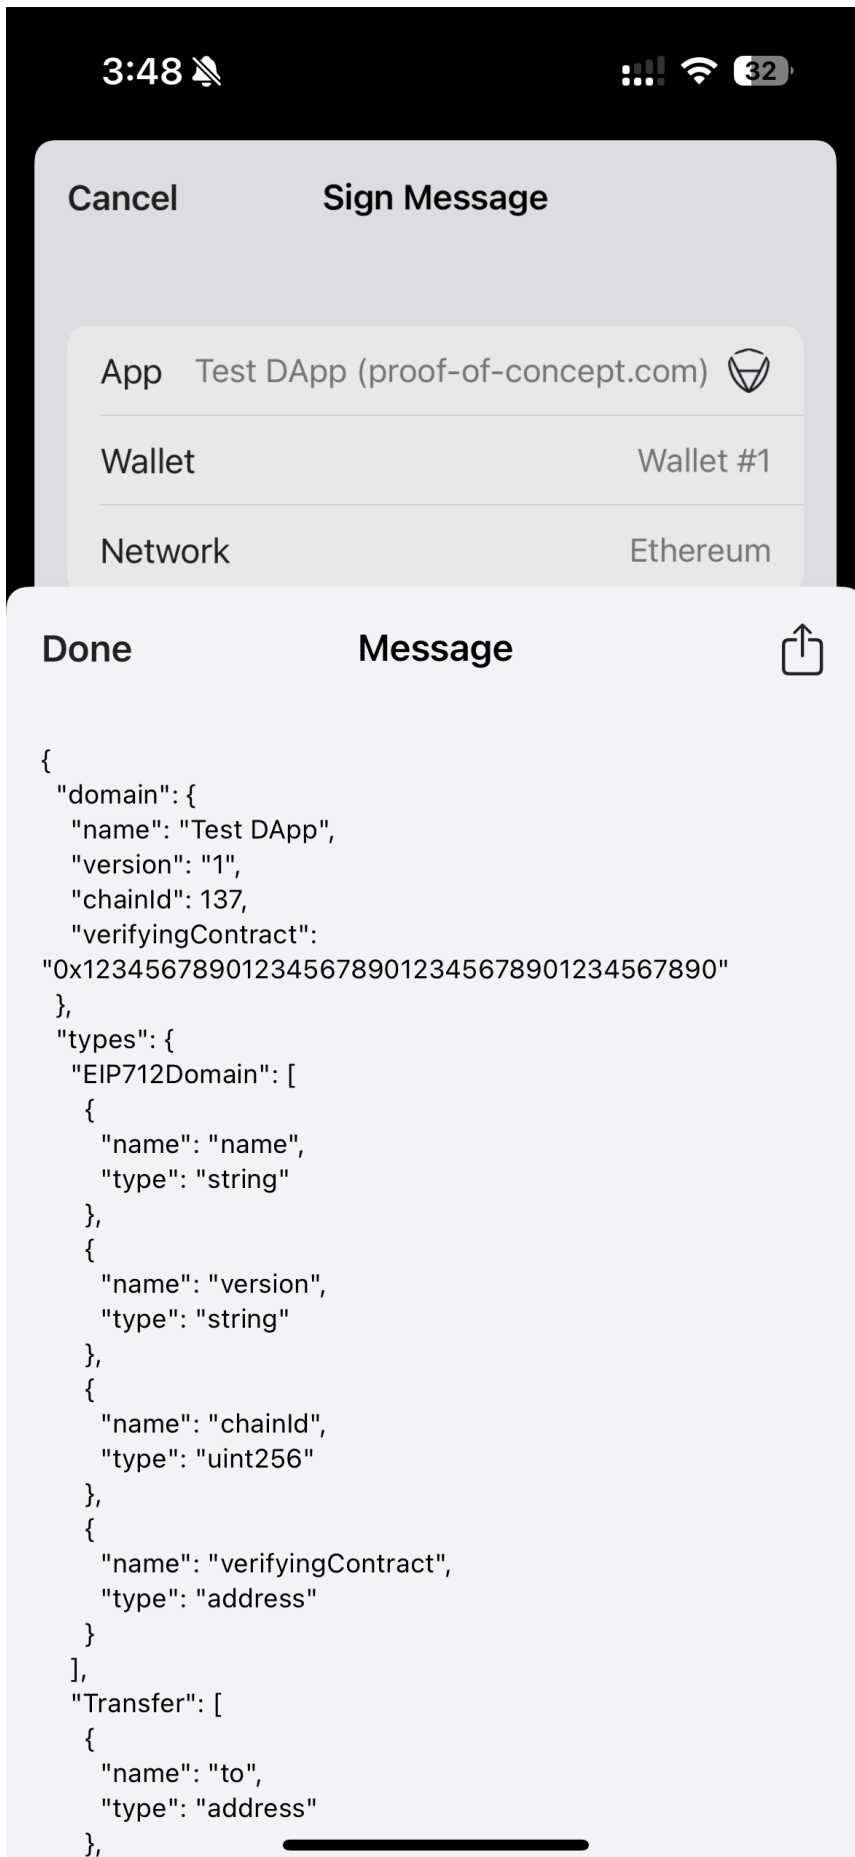 3:48
32
Cancel
Sign Message
App
Test DApp (proof-of-concept.com)
Wallet
Wallet #1
Network
Ethereum
Done
Message
{
"domain": {
"name": "Test DApp",
"version": "1",
"chainId": 137,
"verifyingContract":
"0x1234567890123456789012345678901234567890"
},
"types": {
"EIP712Domain": [
{
"name": "name",
"type": "string"
},
{
"name": "version",
"type": "string"
},
{
"name": "chainId",
"type": "uint256"
},
{
"name": "verifyingContract",
"type": "address"
}
],
"Transfer": [
{
"name": "to",
"type": "address"
},